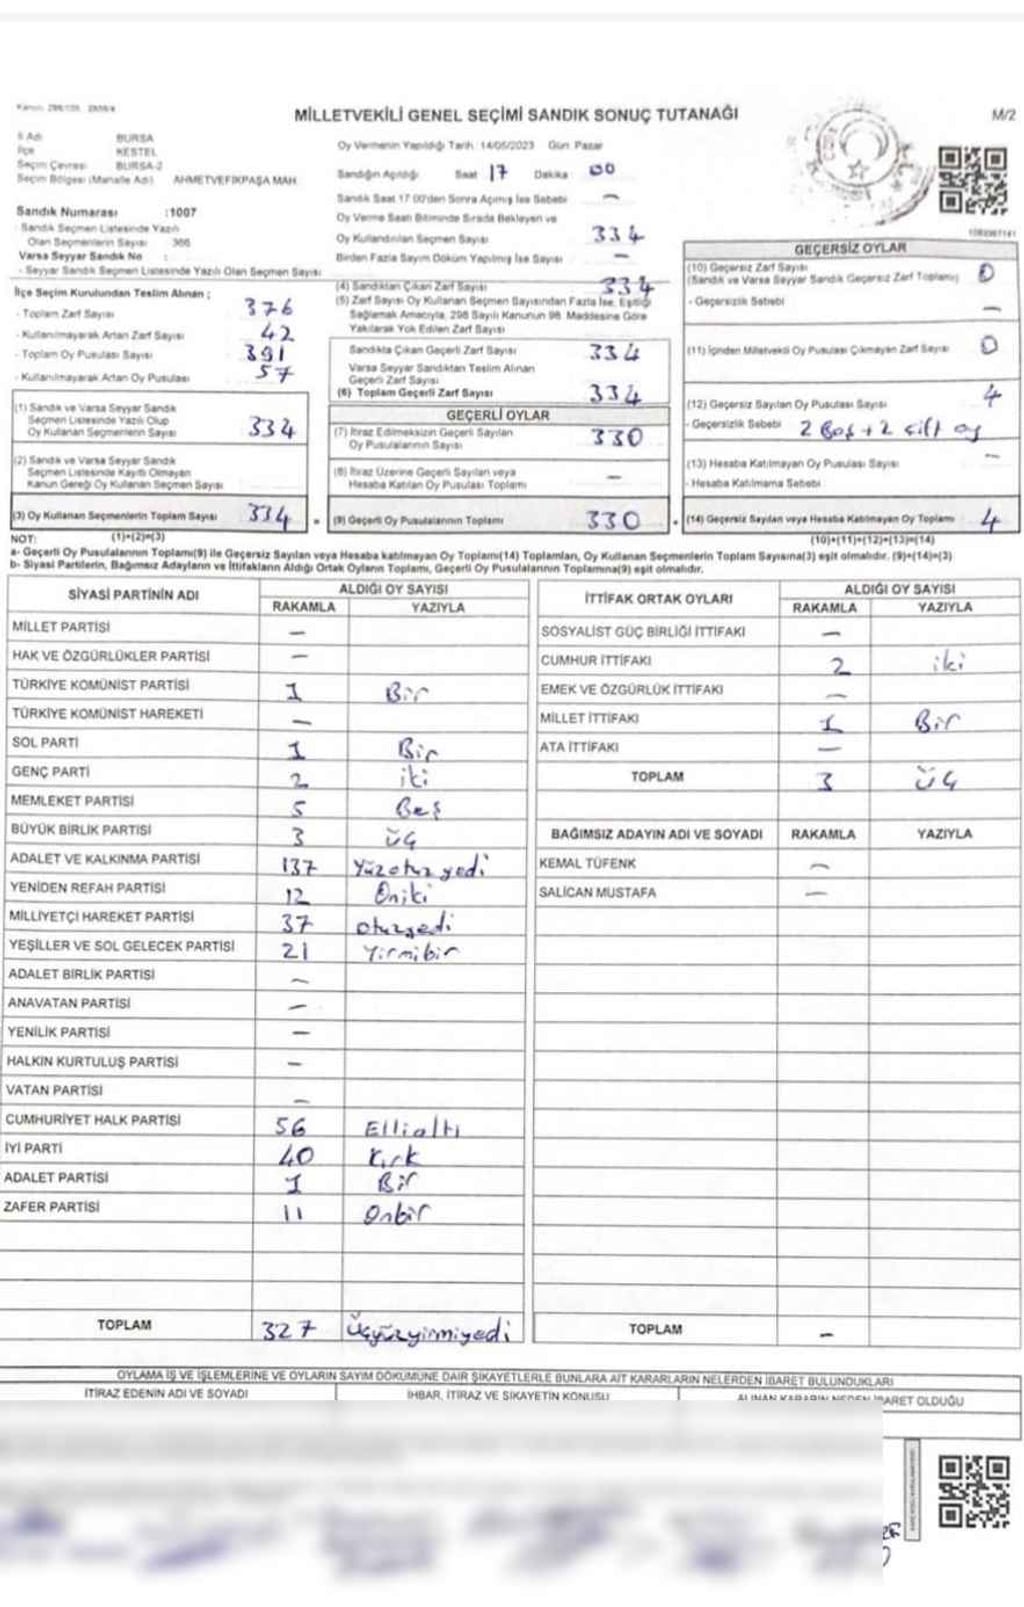 MİLLETVEKİLİ GENEL SEÇİMİ SANDIK SONUÇ TUTANAĞI
M/2
İl Adı BURSA
İlçe KESTEL
Seçim Çevresi BURSA-2
Seçim Bölgesi (Mahalle Adı) AHMETVEFİKPAŞA MAH.
Sandık Numarası :1007
- Sandık Seçmen Listesinde Yazılı
Olan Seçmenlerin Sayısı : 366
Varsa Seyyar Sandık No :
- Seyyar Sandık Seçmen Listesinde Yazılı Olan Seçmen Sayısı
İlçe Seçim Kurulundan Teslim Alınan ;
- Toplam Zarf Sayısı 376
- Kullanılmayarak Artan Zarf Sayısı 42
- Toplam Oy Pusulası Sayısı 391
- Kullanılmayarak Artan Oy Pusulası 57
(1) Sandık ve Varsa Seyyar Sandık
Seçmen Listesinde Yazılı Olup
Oy Kullanan Seçmenlerin Sayısı 334
(2) Sandık ve Varsa Seyyar Sandık
Seçmen Listesinde Kayıtlı Olmayan
Kanun Gereği Oy Kullanan Seçmen Sayısı
(3) Oy Kullanan Seçmenlerin Toplam Sayısı 334
(1)+(2)=(3)
Oy Vermenin Yapıldığı Tarih : 14/05/2023 Gün: Pazar
Sandığın Açıldığı Saat 17 Dakika : 00
Sandık Saat 17.00'den Sonra Açılmış İse Sebebi —
Oy Verme Saati Bitiminde Sırada Bekleyen ve
Oy Kullandırılan Seçmen Sayısı 334
Birden Fazla Sayım Döküm Yapılmış İse Sayısı —
(4) Sandıktan Çıkan Zarf Sayısı 334
(5) Zarf Sayısı Oy Kullanan Seçmen Sayısından Fazla İse, Eşitliği
Sağlamak Amacıyla, 298 Sayılı Kanunun 98. Maddesine Göre
Yakılarak Yok Edilen Zarf Sayısı
Sandıkta Çıkan Geçerli Zarf Sayısı 334
Varsa Seyyar Sandıktan Teslim Alınan
Geçerli Zarf Sayısı
(6) Toplam Geçerli Zarf Sayısı 334
GEÇERLİ OYLAR
(7) İtiraz Edilmeksizin Geçerli Sayılan
Oy Pusulalarının Sayısı 330
(8) İtiraz Üzerine Geçerli Sayılan veya
Hesaba Katılan Oy Pusulası Toplamı —
(9) Geçerli Oy Pusulalarının Toplamı 330
GEÇERSİZ OYLAR
(10) Geçersiz Zarf Sayısı
(Sandık ve Varsa Seyyar Sandık Geçersiz Zarf Toplamı) 0
- Geçersizlik Sebebi —
(11) İçinden Milletvekili Oy Pusulası Çıkmayan Zarf Sayısı 0
(12) Geçersiz Sayılan Oy Pusulası Sayısı 4
- Geçersizlik Sebebi 2 Boş + 2 çift oy
(13) Hesaba Katılmayan Oy Pusulası Sayısı —
- Hesaba Katılmama Sebebi
(14) Geçersiz Sayılan veya Hesaba Katılmayan Oy Toplamı 4
(10)+(11)+(12)+(13)=(14)
NOT:
a- Geçerli Oy Pusulalarının Toplamı(9) ile Geçersiz Sayılan veya Hesaba katılmayan Oy Toplamı(14) Toplamları, Oy Kullanan Seçmenlerin Toplam Sayısına(3) eşit olmalıdır. (9)+(14)=(3)
b- Siyasi Partilerin, Bağımsız Adayların ve İttifakların Aldığı Ortak Oyların Toplamı, Geçerli Oy Pusulalarının Toplamına(9) eşit olmalıdır.
SİYASİ PARTİNİN ADI ALDIĞI OY SAYISI
RAKAMLA YAZIYLA
MİLLET PARTİSİ —
HAK VE ÖZGÜRLÜKLER PARTİSİ —
TÜRKİYE KOMÜNİST PARTİSİ 1 Bir
TÜRKİYE KOMÜNİST HAREKETİ —
SOL PARTİ 1 Bir
GENÇ PARTİ 2 iki
MEMLEKET PARTİSİ 5 Beş
BÜYÜK BİRLİK PARTİSİ 3 üç
ADALET VE KALKINMA PARTİSİ 137 Yüzotuzyedi
YENİDEN REFAH PARTİSİ 12 Oniki
MİLLİYETÇİ HAREKET PARTİSİ 37 otuzyedi
YEŞİLLER VE SOL GELECEK PARTİSİ 21 Yirmibir
ADALET BİRLİK PARTİSİ —
ANAVATAN PARTİSİ —
YENİLİK PARTİSİ —
HALKIN KURTULUŞ PARTİSİ —
VATAN PARTİSİ —
CUMHURİYET HALK PARTİSİ 56 Ellialtı
İYİ PARTİ 40 Kırk
ADALET PARTİSİ 1 Bir
ZAFER PARTİSİ 11 Onbir
TOPLAM 327 Üçyüzyirmiyedi
İTTİFAK ORTAK OYLARI ALDIĞI OY SAYISI
RAKAMLA YAZIYLA
SOSYALİST GÜÇ BİRLİĞİ İTTİFAKI —
CUMHUR İTTİFAKI 2 iki
EMEK VE ÖZGÜRLÜK İTTİFAKI —
MİLLET İTTİFAKI 1 Bir
ATA İTTİFAKI —
TOPLAM 3 üç
BAĞIMSIZ ADAYIN ADI VE SOYADI RAKAMLA YAZIYLA
KEMAL TÜFENK —
SALİCAN MUSTAFA —
TOPLAM —
OYLAMA İŞ VE İŞLEMLERİNE VE OYLARIN SAYIM DÖKÜMÜNE DAİR ŞİKAYETLERLE BUNLARA AİT KARARLARIN NELERDEN İBARET BULUNDUKLARI
İTİRAZ EDENİN ADI VE SOYADI İHBAR, İTİRAZ VE ŞİKAYETİN KONUSU ALINAN KARARIN NEDEN İBARET OLDUĞU